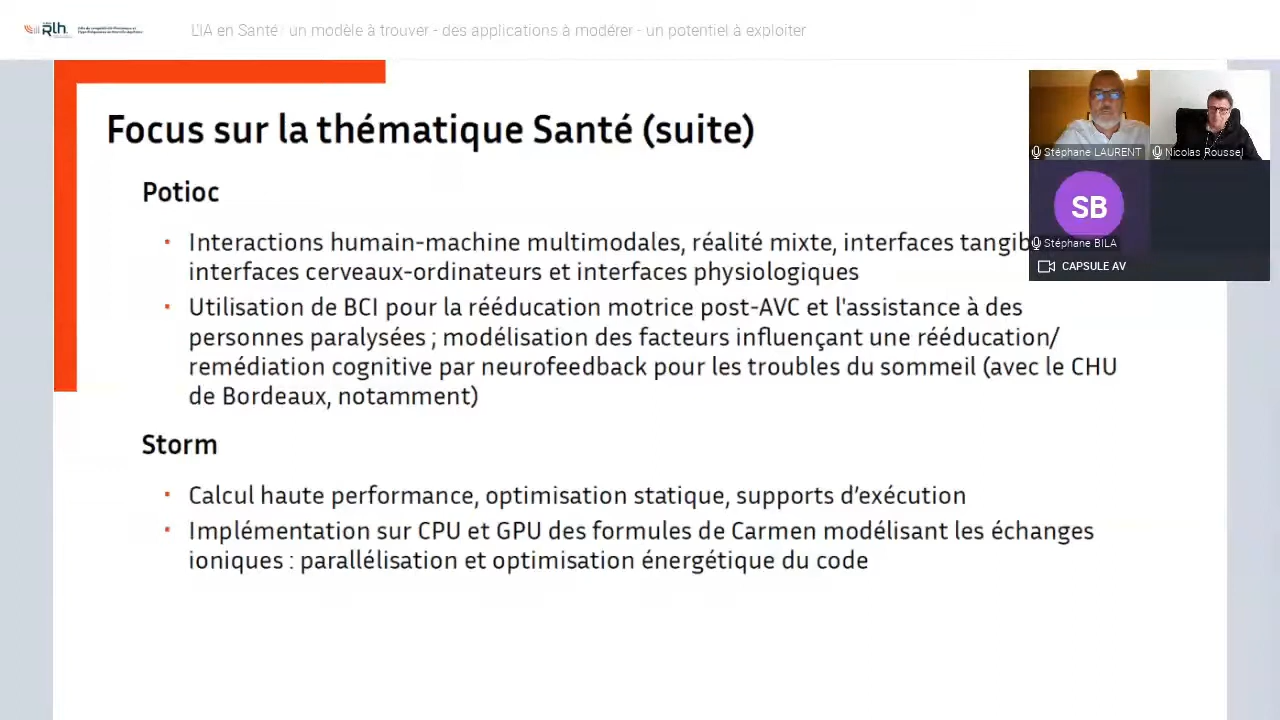 Rlh
L'IA en Santé : un modèle à trouver - des applications à modérer - un potentiel à exploiter
Focus sur la thématique Santé (suite)
Potioc
Interactions humain-machine multimodales, réalité mixte, interfaces tangib
interfaces cerveaux-ordinateurs et interfaces physiologiques
Utilisation de BCI pour la rééducation motrice post-AVC et l'assistance à des
personnes paralysées ; modélisation des facteurs influençant une rééducation/
remédiation cognitive par neurofeedback pour les troubles du sommeil (avec le CHU
de Bordeaux, notamment)
Storm
Calcul haute performance, optimisation statique, supports d’exécution
Implémentation sur CPU et GPU des formules de Carmen modélisant les échanges
ioniques : parallélisation et optimisation énergétique du code
Stéphane LAURENT
Nicolas Roussel
SB
Stéphane BILA
CAPSULE AV